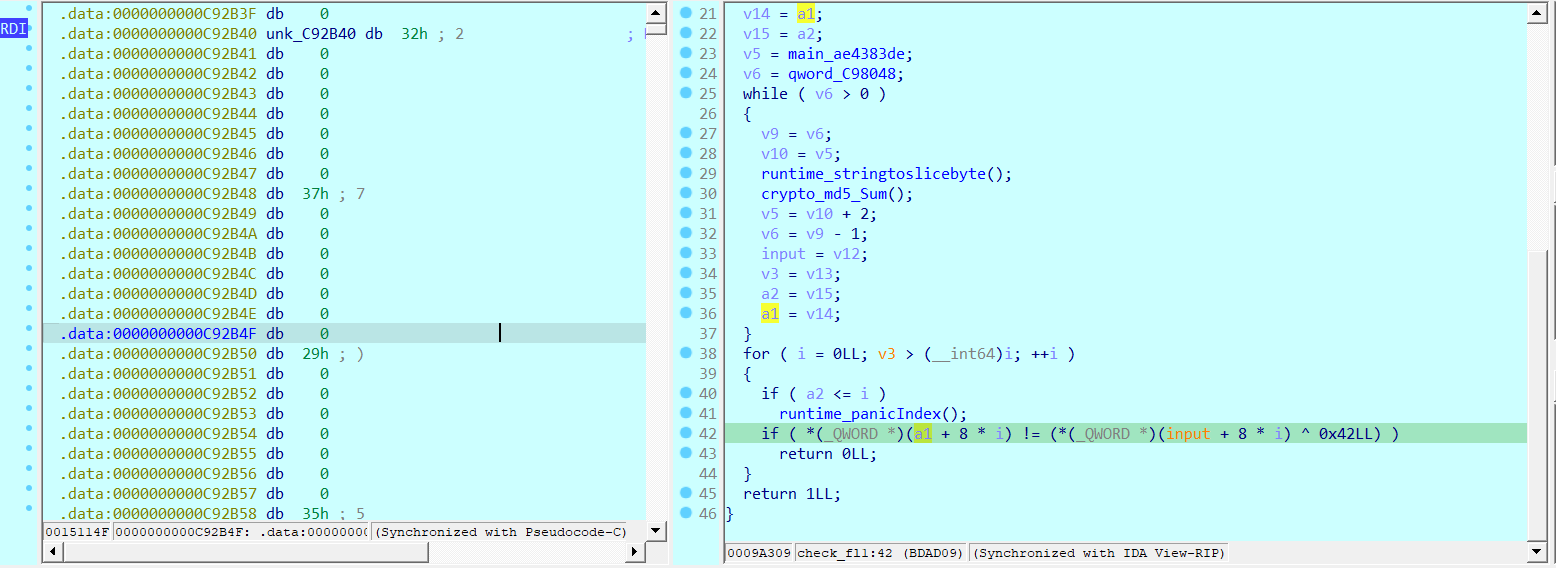 RDI
.data:0000000000C92B3F db    0
.data:0000000000C92B40 unk_C92B40 db  32h ; 2                  ;
.data:0000000000C92B41 db    0
.data:0000000000C92B42 db    0
.data:0000000000C92B43 db    0
.data:0000000000C92B44 db    0
.data:0000000000C92B45 db    0
.data:0000000000C92B46 db    0
.data:0000000000C92B47 db    0
.data:0000000000C92B48 db  37h ; 7
.data:0000000000C92B49 db    0
.data:0000000000C92B4A db    0
.data:0000000000C92B4B db    0
.data:0000000000C92B4C db    0
.data:0000000000C92B4D db    0
.data:0000000000C92B4E db    0
.data:0000000000C92B4F db    0
.data:0000000000C92B50 db  29h ; )
.data:0000000000C92B51 db    0
.data:0000000000C92B52 db    0
.data:0000000000C92B53 db    0
.data:0000000000C92B54 db    0
.data:0000000000C92B55 db    0
.data:0000000000C92B56 db    0
.data:0000000000C92B57 db    0
.data:0000000000C92B58 db  35h ; 5
0015114F 0000000000C92B4F: .data:0000000 (Synchronized with Pseudocode-C)
21   v14 = a1;
22   v15 = a2;
23   v5 = main_ae4383de;
24   v6 = qword_C98048;
25   while ( v6 > 0 )
26   {
27     v9 = v6;
28     v10 = v5;
29     runtime_stringtoslicebyte();
30     crypto_md5_Sum();
31     v5 = v10 + 2;
32     v6 = v9 - 1;
33     input = v12;
34     v3 = v13;
35     a2 = v15;
36     a1 = v14;
37   }
38   for ( i = 0LL; v3 > (__int64)i; ++i )
39   {
40     if ( a2 <= i )
41       runtime_panicIndex();
42     if ( *(_QWORD *)(a1 + 8 * i) != (*(_QWORD *)(input + 8 * i) ^ 0x42LL) )
43       return 0LL;
44   }
45   return 1LL;
46 }
0009A309 check_fl1:42 (BDAD09) (Synchronized with IDA View-RIP)